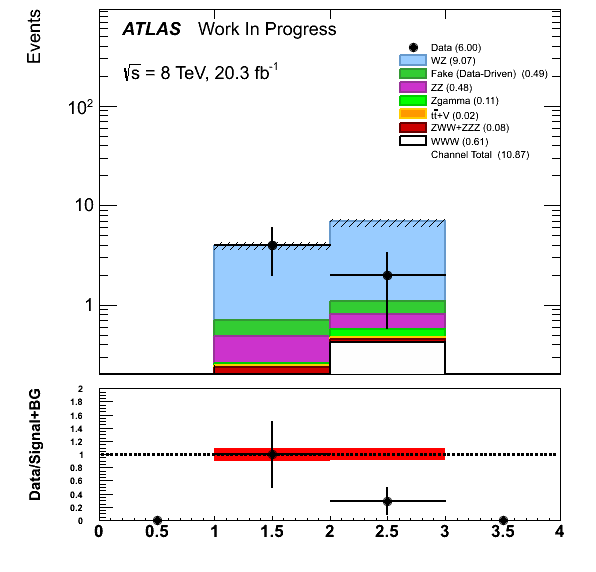 Events
ATLAS Work In Progress
√s = 8 TeV, 20.3 fb⁻¹
Data (6.00)
WZ (9.07)
Fake (Data-Driven) (0.49)
ZZ (0.48)
Zgamma (0.11)
tt̄+V (0.02)
ZWW+ZZZ (0.08)
WWW (0.61)
Channel Total (10.87)
10²
10
1
Data/Signal+BG
2
1.8
1.6
1.4
1.2
1
0.8
0.6
0.4
0.2
0
0 0.5 1 1.5 2 2.5 3 3.5 4